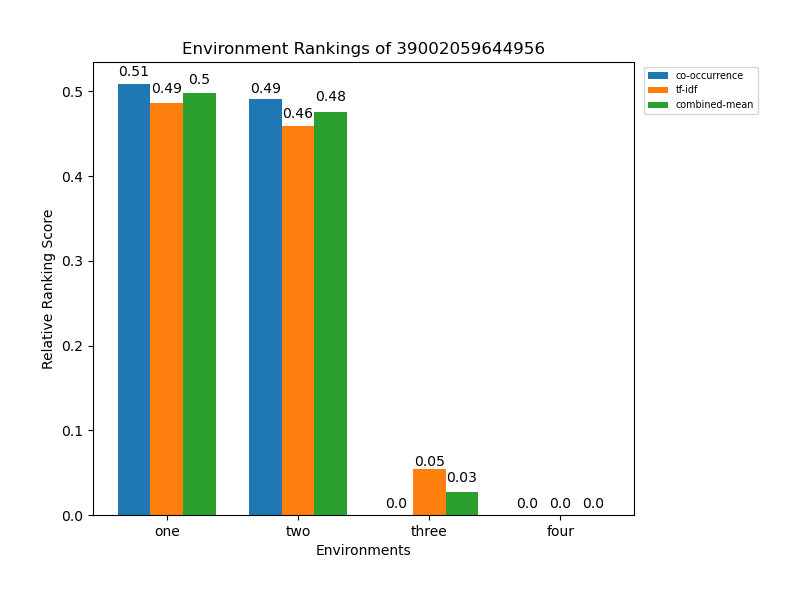 Environment Rankings of 39002059644956
co-occurrence
tf-idf
combined-mean
Relative Ranking Score
0.5
0.4
0.3
0.2
0.1
0.0
0.51
0.49
0.5
0.49
0.46
0.48
0.0
0.05
0.03
0.0
0.0
0.0
one
two
three
four
Environments